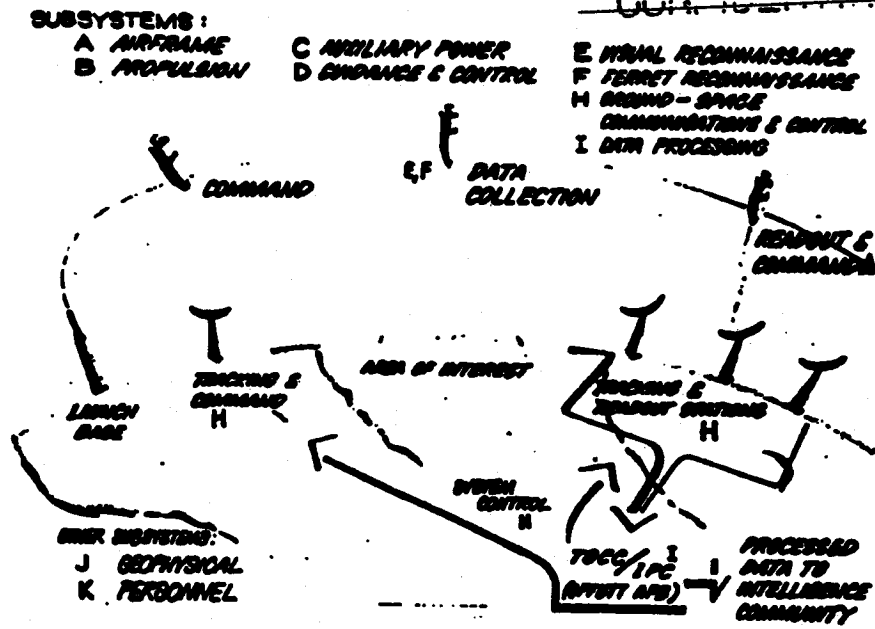 SUBSYSTEMS:
A AIRFRAME
B PROPULSION
C AUXILIARY POWER
D GUIDANCE & CONTROL
E VISUAL RECONNAISSANCE
F FERRET RECONNAISSANCE
H GROUND - SPACE
COMMUNICATIONS & CONTROL
I DATA PROCESSING
COMMAND
E,F DATA
COLLECTION
READOUT &
COMMAND
AREA OF INTEREST
LAUNCH
BASE
TRACKING &
COMMAND
H
TRACKING &
READOUT STATIONS
H
SYSTEM
CONTROL
H
OTHER SUBSYSTEMS:
J GEOPHYSICAL
K PERSONNEL
I
/IPC
AFB)
PROCESSED
DATA TO
INTELLIGENCE
COMMUNITY